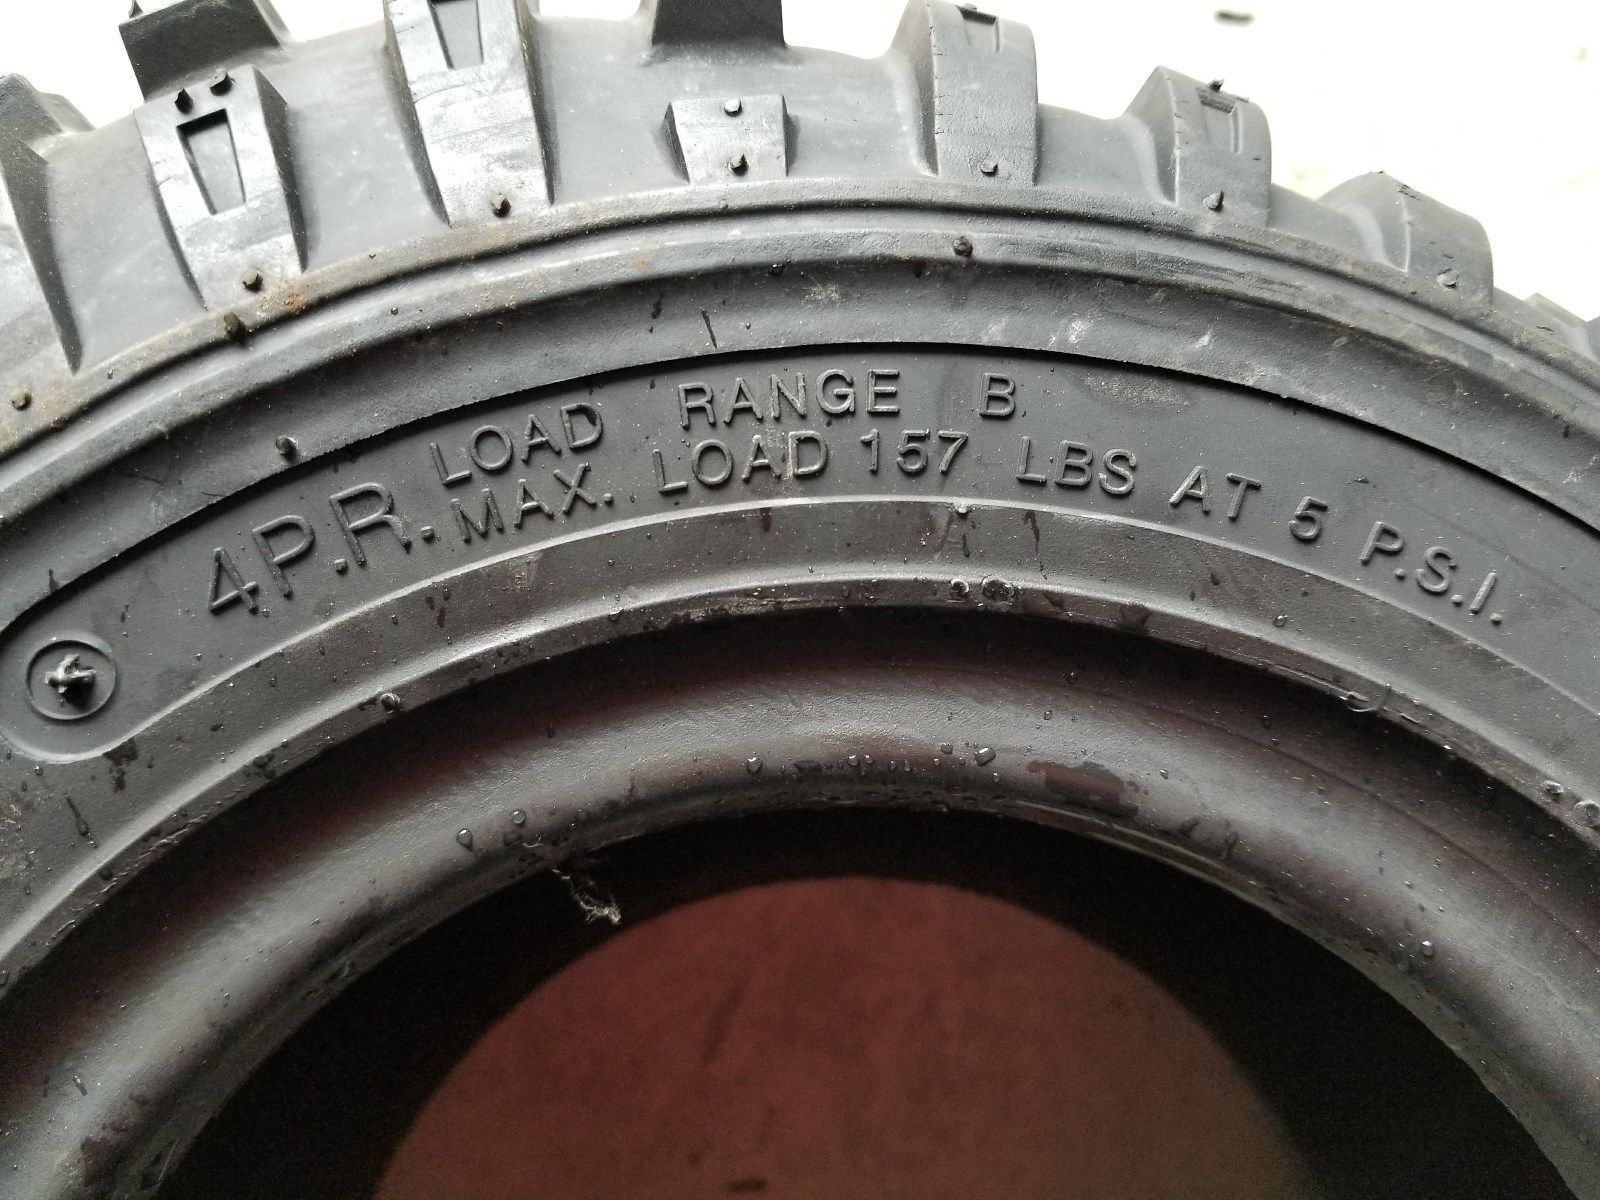 4P.R.
LOAD RANGE B
MAX. LOAD 157 LBS AT 5 P.S.I.